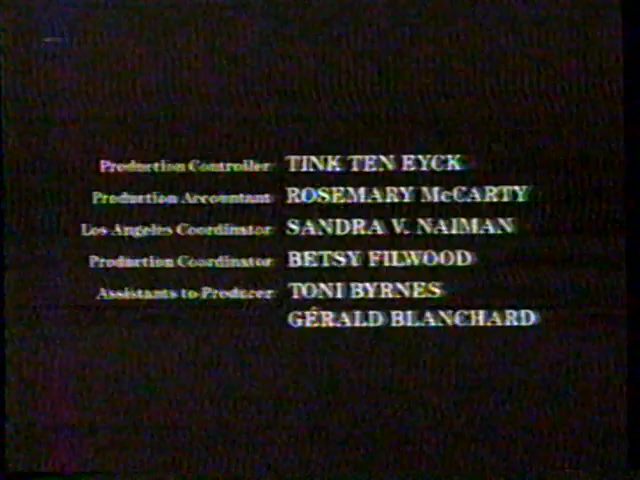 Production Controller TINK TEN EYCK
Production Accountant ROSEMARY McCARTY
Los Angeles Coordinator SANDRA V. NAIMAN
Production Coordinator BETSY FILWOOD
Assistants to Producer TONI BYRNES
GÉRALD BLANCHARD